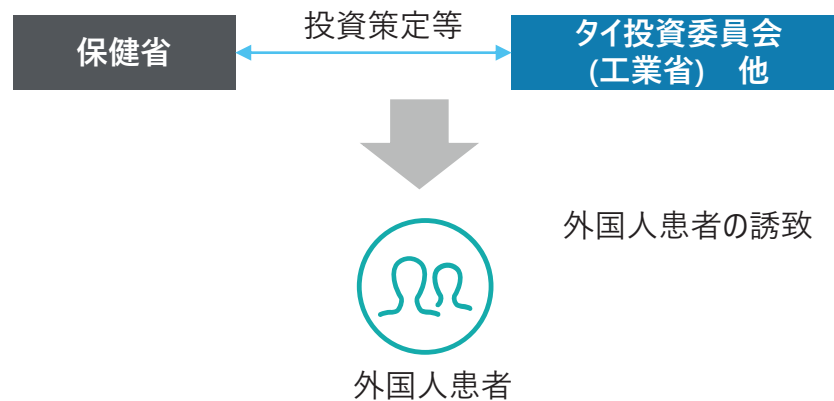 保健省
投資策定等
タイ投資委員会
(工業省)　他
外国人患者の誘致
外国人患者